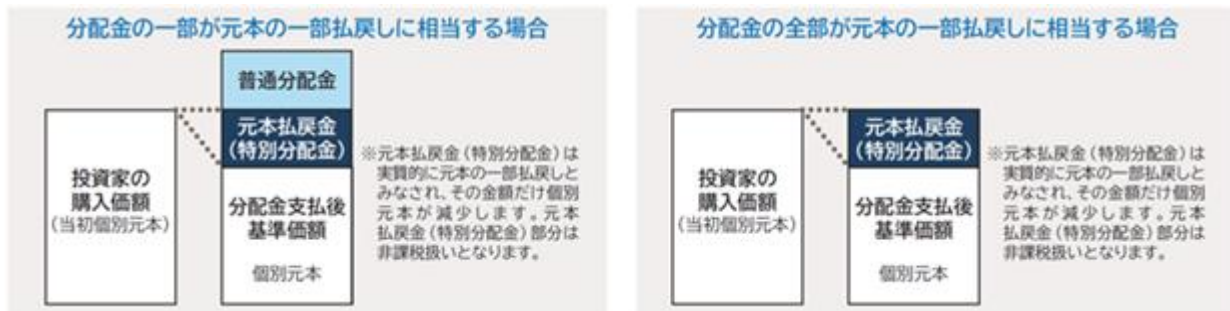 分配金の一部が元本の一部払戻しに相当する場合
普通分配金
元本払戻金
(特別分配金)
投資家の
購入価額
(当初個別元本)
分配金支払後
基準価額
個別元本
※元本払戻金(特別分配金)は
実質的に元本の一部払戻しと
みなされ、その金額だけ個別
元本が減少します。元本
払戻金(特別分配金)部分は
非課税扱いとなります。
分配金の全部が元本の一部払戻しに相当する場合
元本払戻金
(特別分配金)
投資家の
購入価額
(当初個別元本)
分配金支払後
基準価額
個別元本
※元本払戻金(特別分配金)は
実質的に元本の一部払戻しと
みなされ、その金額だけ個別
元本が減少します。元本
払戻金(特別分配金)部分は
非課税扱いとなります。